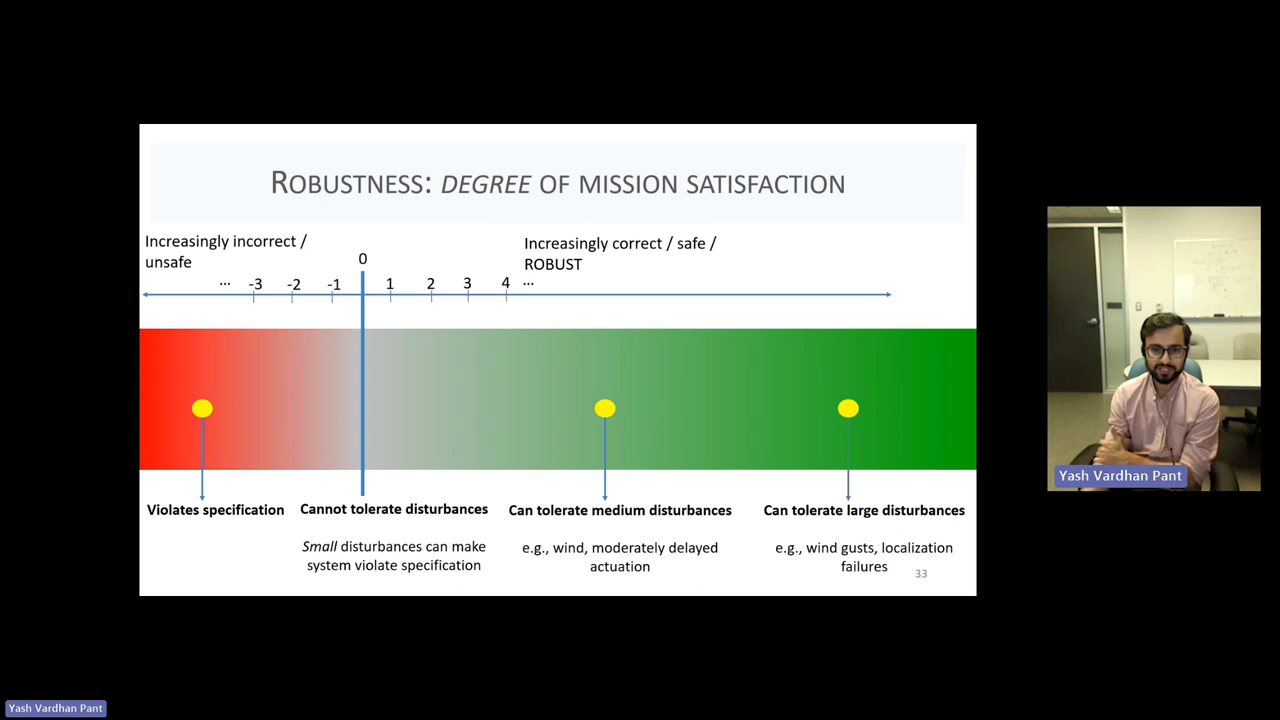 ROBUSTNESS: DEGREE OF MISSION SATISFACTION
Increasingly incorrect /
unsafe
Increasingly correct / safe /
ROBUST
0
... -3 -2 -1 1 2 3 4 ...
Violates specification
Cannot tolerate disturbances
Small disturbances can make
system violate specification
Can tolerate medium disturbances
e.g., wind, moderately delayed
actuation
Can tolerate large disturbances
e.g., wind gusts, localization
failures
33
Yash Vardhan Pant
Yash Vardhan Pant